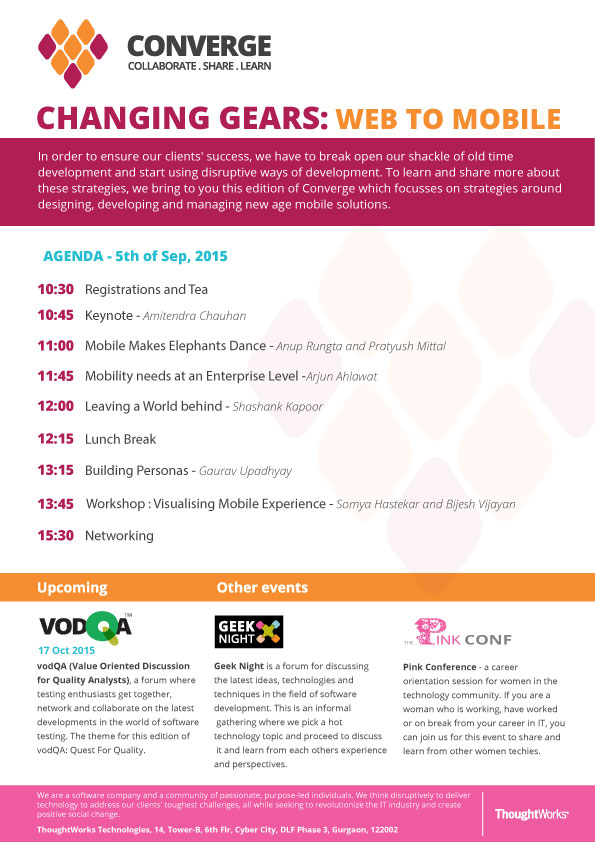 CONVERGE
COLLABORATE . SHARE . LEARN
CHANGING GEARS: WEB TO MOBILE
In order to ensure our clients' success, we have to break open our shackle of old time
development and start using disruptive ways of development. To learn and share more about
these strategies, we bring to you this edition of Converge which focusses on strategies around
designing, developing and managing new age mobile solutions.
AGENDA - 5th of Sep, 2015
10:30 Registrations and Tea
10:45 Keynote - Amitendra Chauhan
11:00 Mobile Makes Elephants Dance - Anup Rungta and Pratyush Mittal
11:45 Mobility needs at an Enterprise Level -Arjun Ahlawat
12:00 Leaving a World behind - Shashank Kapoor
12:15 Lunch Break
13:15 Building Personas - Gaurav Upadhyay
13:45 Workshop : Visualising Mobile Experience - Somya Hastekar and Bijesh Vijayan
15:30 Networking
Upcoming
VODQA™
17 Oct 2015
vodQA (Value Oriented Discussion
for Quality Analysts), a forum where
testing enthusiasts get together,
network and collaborate on the latest
developments in the world of software
testing. The theme for this edition of
vodQA: Quest For Quality.
Other events
GEEK
NIGHT
Geek Night is a forum for discussing
the latest ideas, technologies and
techniques in the field of software
development. This is an informal
gathering where we pick a hot
technology topic and proceed to discuss
it and learn from each others experience
and perspectives.
THE PINK CONF
Pink Conference - a career
orientation session for women in the
technology community. If you are a
woman who is working, have worked
or on break from your career in IT, you
can join us for this event to share and
learn from other women techies.
We are a software company and a community of passionate, purpose-led individuals. We think disruptively to deliver
technology to address our clients' toughest challenges, all while seeking to revolutionize the IT industry and create
positive social change.
ThoughtWorks Technologies, 14, Tower-B, 6th Flr, Cyber City, DLF Phase 3, Gurgaon, 122002
ThoughtWorks®